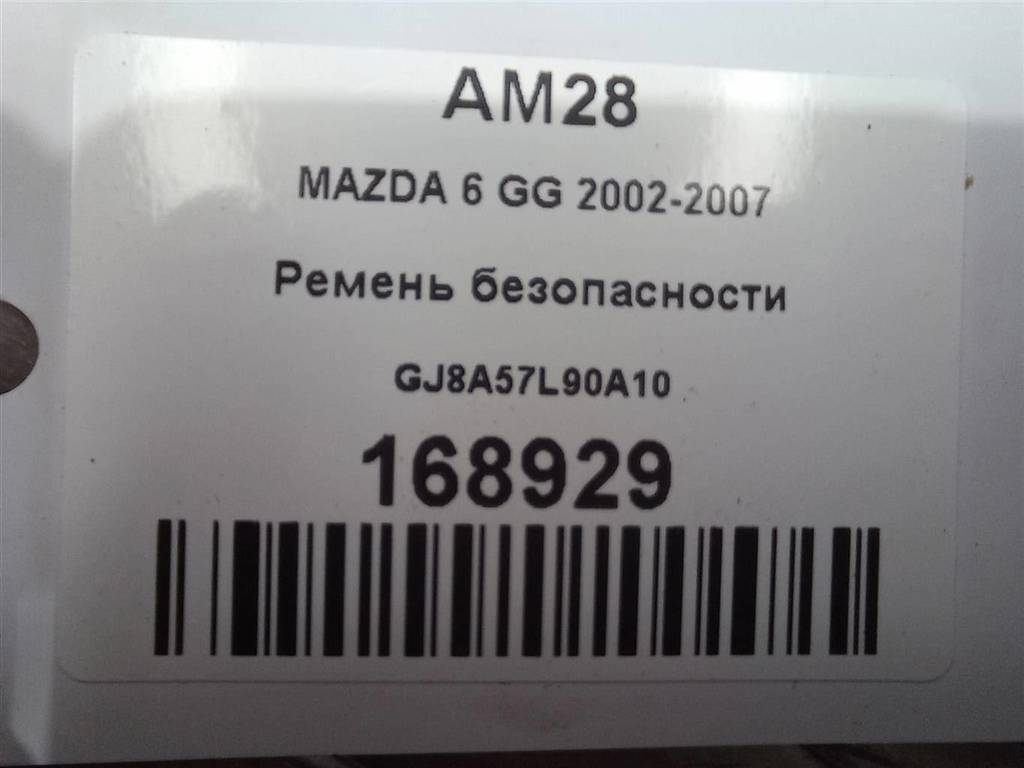 AM28
MAZDA 6 GG 2002-2007
Ремень безопасности
GJ8A57L90A10
168929